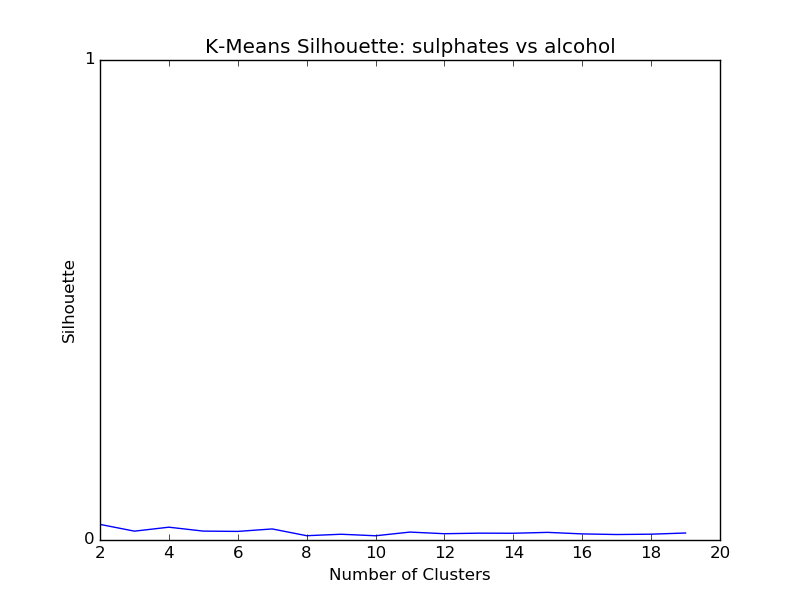 K-Means Silhouette: sulphates vs alcohol
1
Silhouette
0
2 4 6 8 10 12 14 16 18 20
Number of Clusters